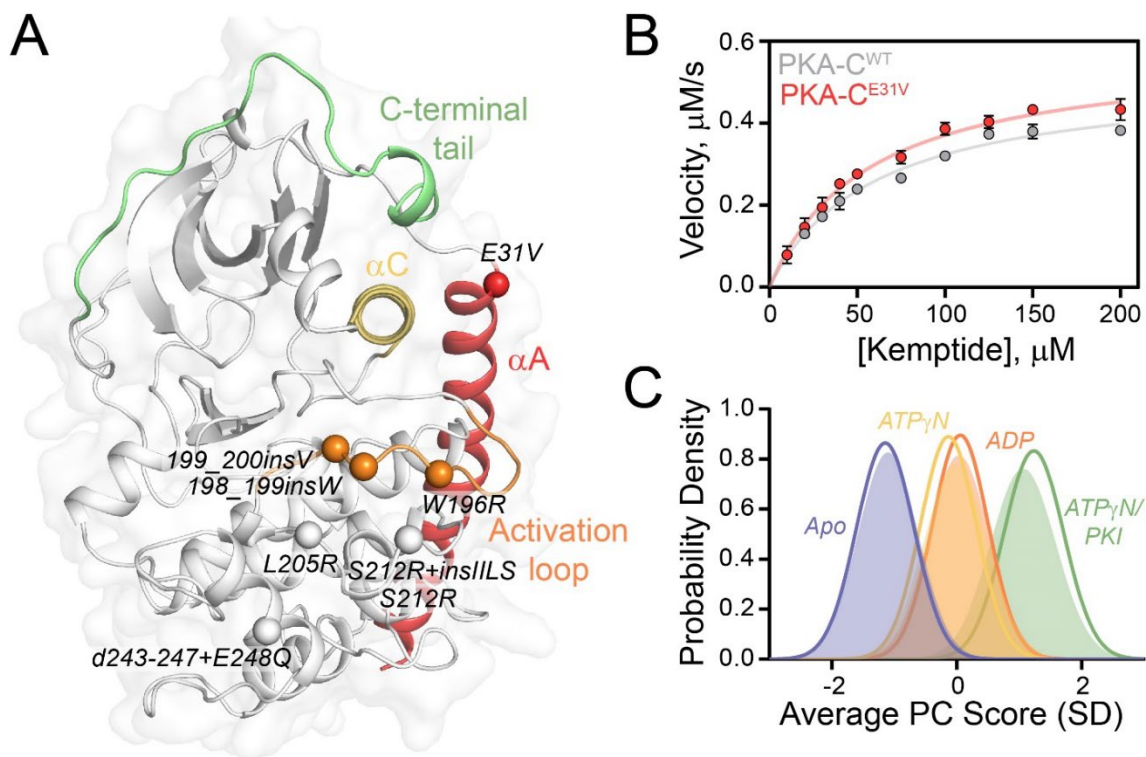 A
C-terminal
tail
E31V
αC
αA
199_200insV
198_199insW
W196R
Activation
loop
L205R
S212R+insIILS
S212R
d243-247+E248Q
B
PKA-C^WT
PKA-C^E31V
Velocity, μM/s
0.6
0.4
0.2
0.0
0 50 100 150 200
[Kemptide], μM
C
Probability Density
1.0
0.8
0.6
0.4
0.2
0.0
ATPγN
ADP
Apo
ATPγN/
PKI
-2 0 2
Average PC Score (SD)